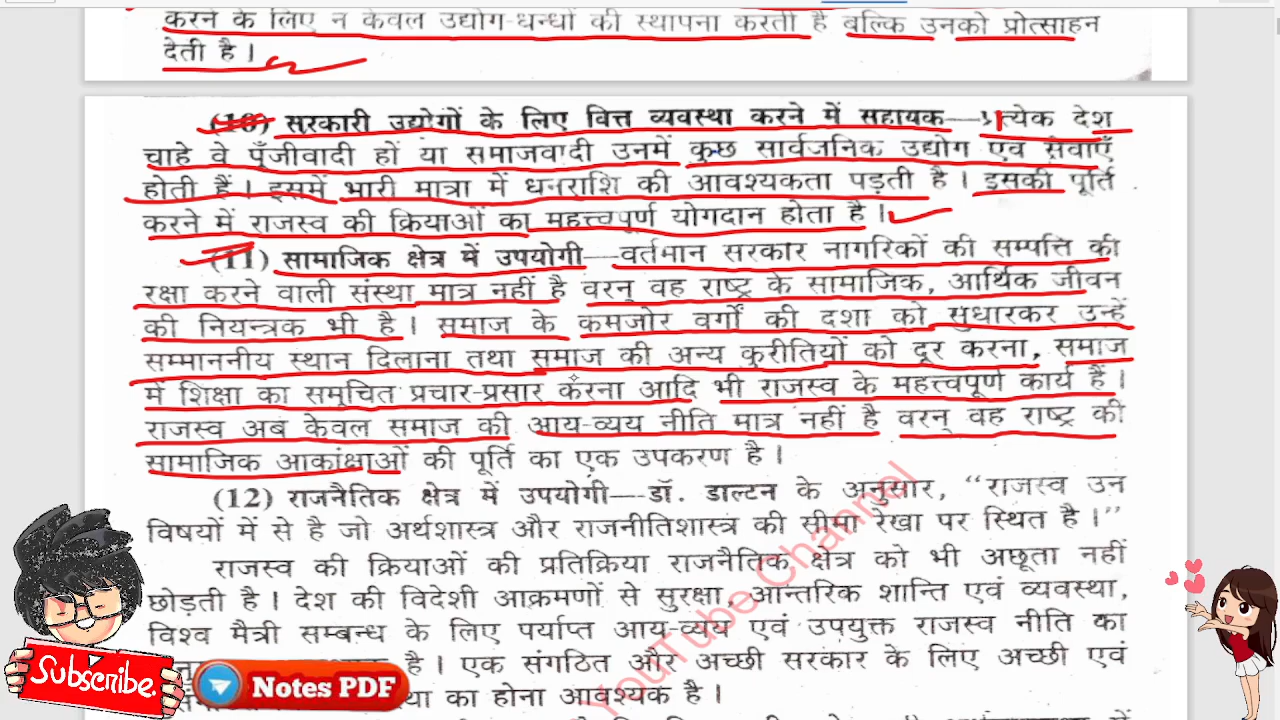 करने के लिए न केवल उद्योग-धन्धों की स्थापना करती है बल्कि उनको प्रोत्साहन
देती है।
(10) सरकारी उद्योगों के लिए वित्त व्यवस्था करने में सहायक—प्रत्येक देश
चाहे वे पूँजीवादी हों या समाजवादी उनमें कुछ सार्वजनिक उद्योग एवं सेवाएँ
होती हैं। इसमें भारी मात्रा में धनराशि की आवश्यकता पड़ती है। इसकी पूर्ति
करने में राजस्व की क्रियाओं का महत्त्वपूर्ण योगदान होता है।
(11) सामाजिक क्षेत्र में उपयोगी—वर्तमान सरकार नागरिकों की सम्पत्ति की
रक्षा करने वाली संस्था मात्र नहीं है वरन् वह राष्ट्र के सामाजिक, आर्थिक जीवन
की नियन्त्रक भी है। समाज के कमजोर वर्गों की दशा को सुधारकर उन्हें
सम्माननीय स्थान दिलाना तथा समाज की अन्य कुरीतियों को दूर करना, समाज
में शिक्षा का समुचित प्रचार-प्रसार करना आदि भी राजस्व के महत्त्वपूर्ण कार्य हैं।
राजस्व अब केवल समाज की आय-व्यय नीति मात्र नहीं है वरन् वह राष्ट्र की
सामाजिक आकांक्षाओं की पूर्ति का एक उपकरण है।
(12) राजनैतिक क्षेत्र में उपयोगी—डॉ. डाल्टन के अनुसार, “राजस्व उन
विषयों में से है जो अर्थशास्त्र और राजनीतिशास्त्र की सीमा रेखा पर स्थित है।”
राजस्व की क्रियाओं की प्रतिक्रिया राजनैतिक क्षेत्र को भी अछूता नहीं
छोड़ती है। देश की विदेशी आक्रमणों से सुरक्षा, आन्तरिक शान्ति एवं व्यवस्था,
विश्व मैत्री सम्बन्ध के लिए पर्याप्त आय-व्यय एवं उपयुक्त राजस्व नीति का
है। एक संगठित और अच्छी सरकार के लिए अच्छी एवं
का होना आवश्यक है।
YouTube Channel
Subscribe.
Notes PDF